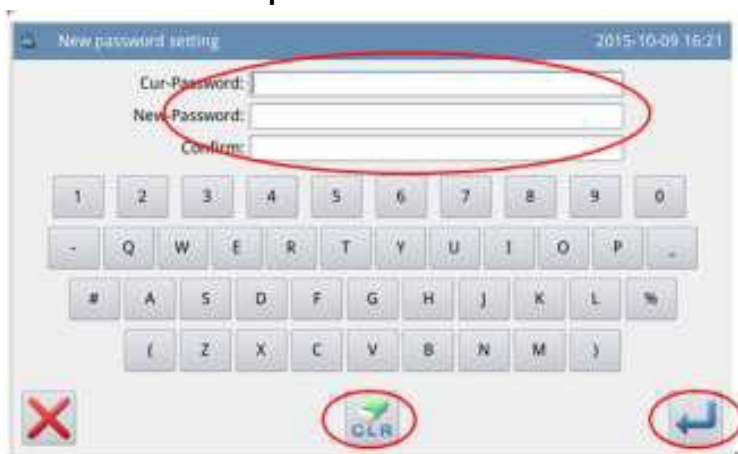 New password setting 2015-10-09 16:21
Cur-Password:
New-Password:
Confirm:
1 2 3 4 5 6 7 8 9 0
- Q W E R T Y U I O P _
# A S D F G H J K L %
( Z X C V B N M )
CLR